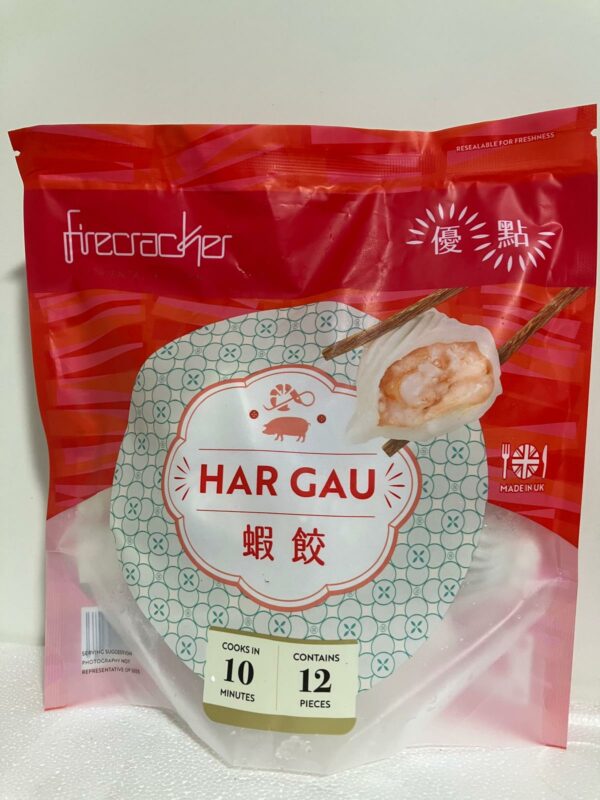 RESEALABLE FOR FRESHNESS
firecracker
優點
HAR GAU
蝦餃
MADE IN UK
SERVING SUGGESTION
PHOTOGRAPHY NOT
REPRESENTATIVE OF SIZE
COOKS IN
10
MINUTES
CONTAINS
12
PIECES